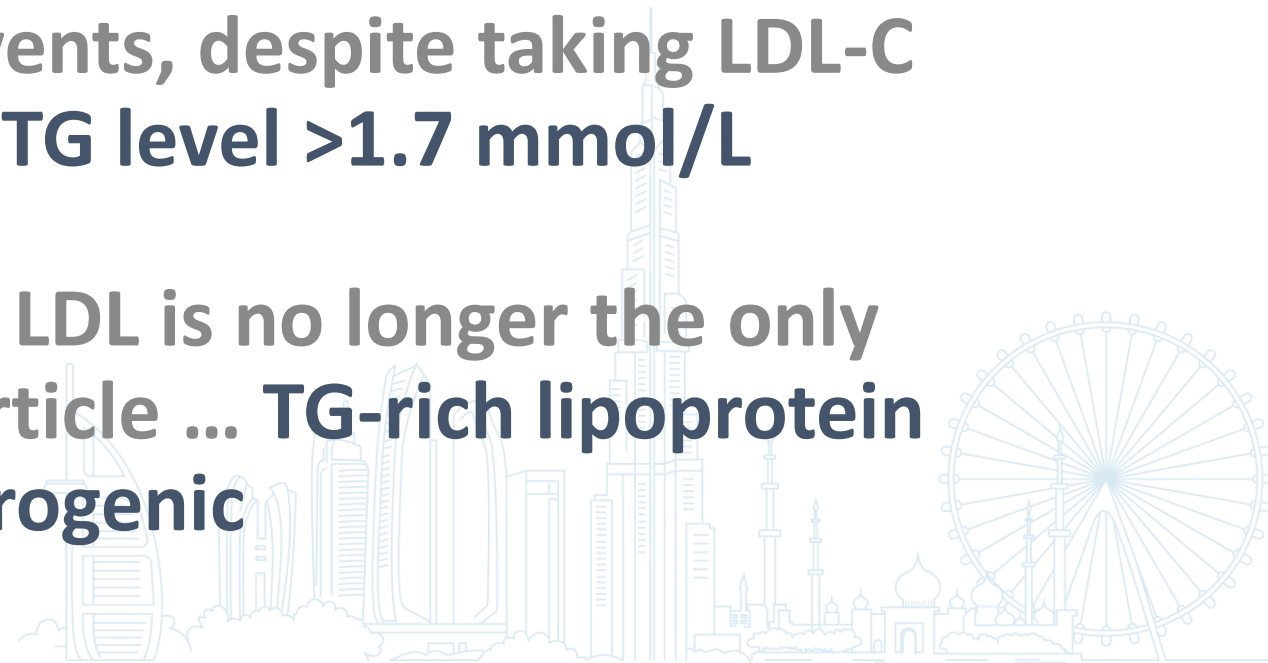 vents, despite taking LDL-C
TG level >1.7 mmol/L
LDL is no longer the only
rticle ... TG-rich lipoprotein
rogenic